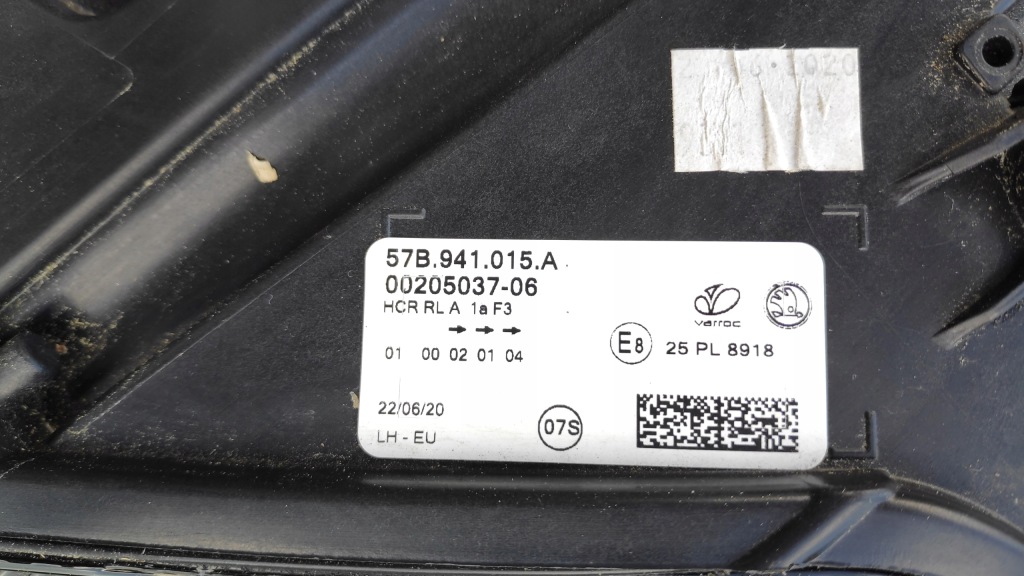 57B.941.015.A
00205037-06
HCR RL A 1a F3
01 00 02 01 04
varroc
E8 25 PL 8918
22/06/20
LH - EU
07S